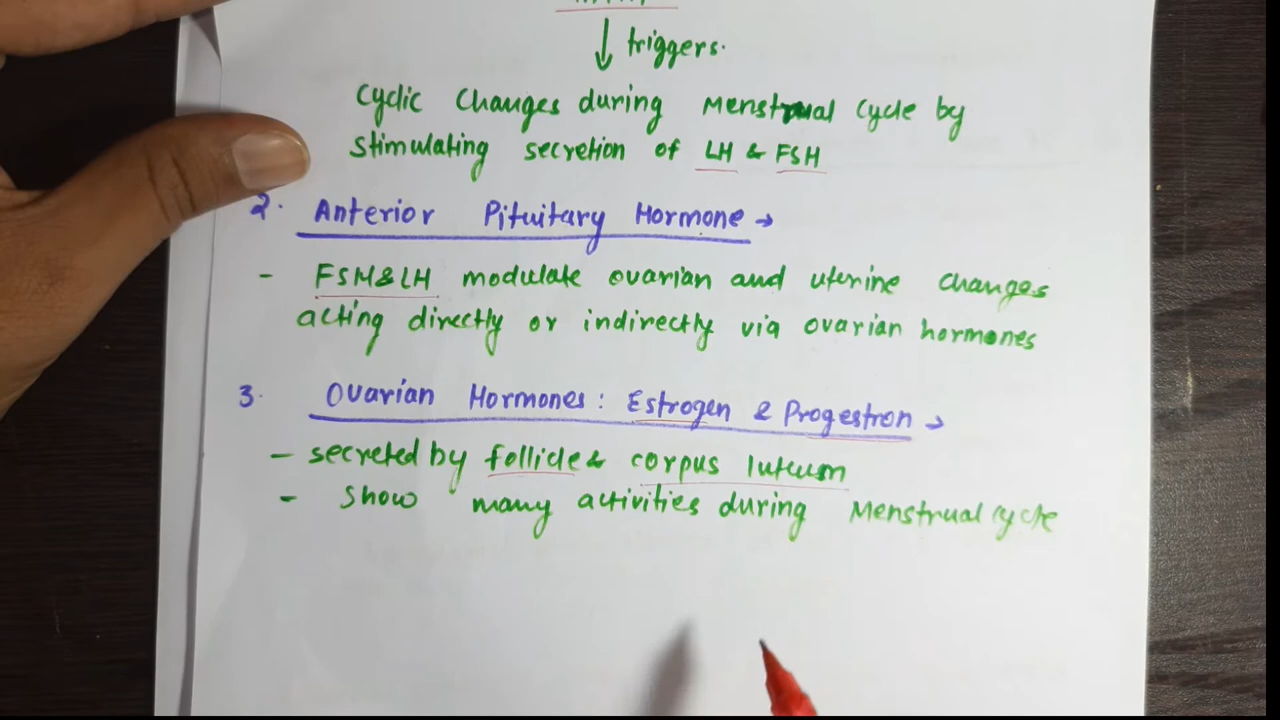 ↓ triggers.
Cyclic Changes during Menstrual Cycle by
stimulating secretion of LH & FSH
2. Anterior Pituitary Hormone →
- FSH&LH modulate ovarian and uterine changes
acting directly or indirectly via ovarian hormones
3. Ovarian Hormones: Estrogen & Progestron →
- secreted by follicle & corpus luteum
- Show many activities during Menstrual cycle